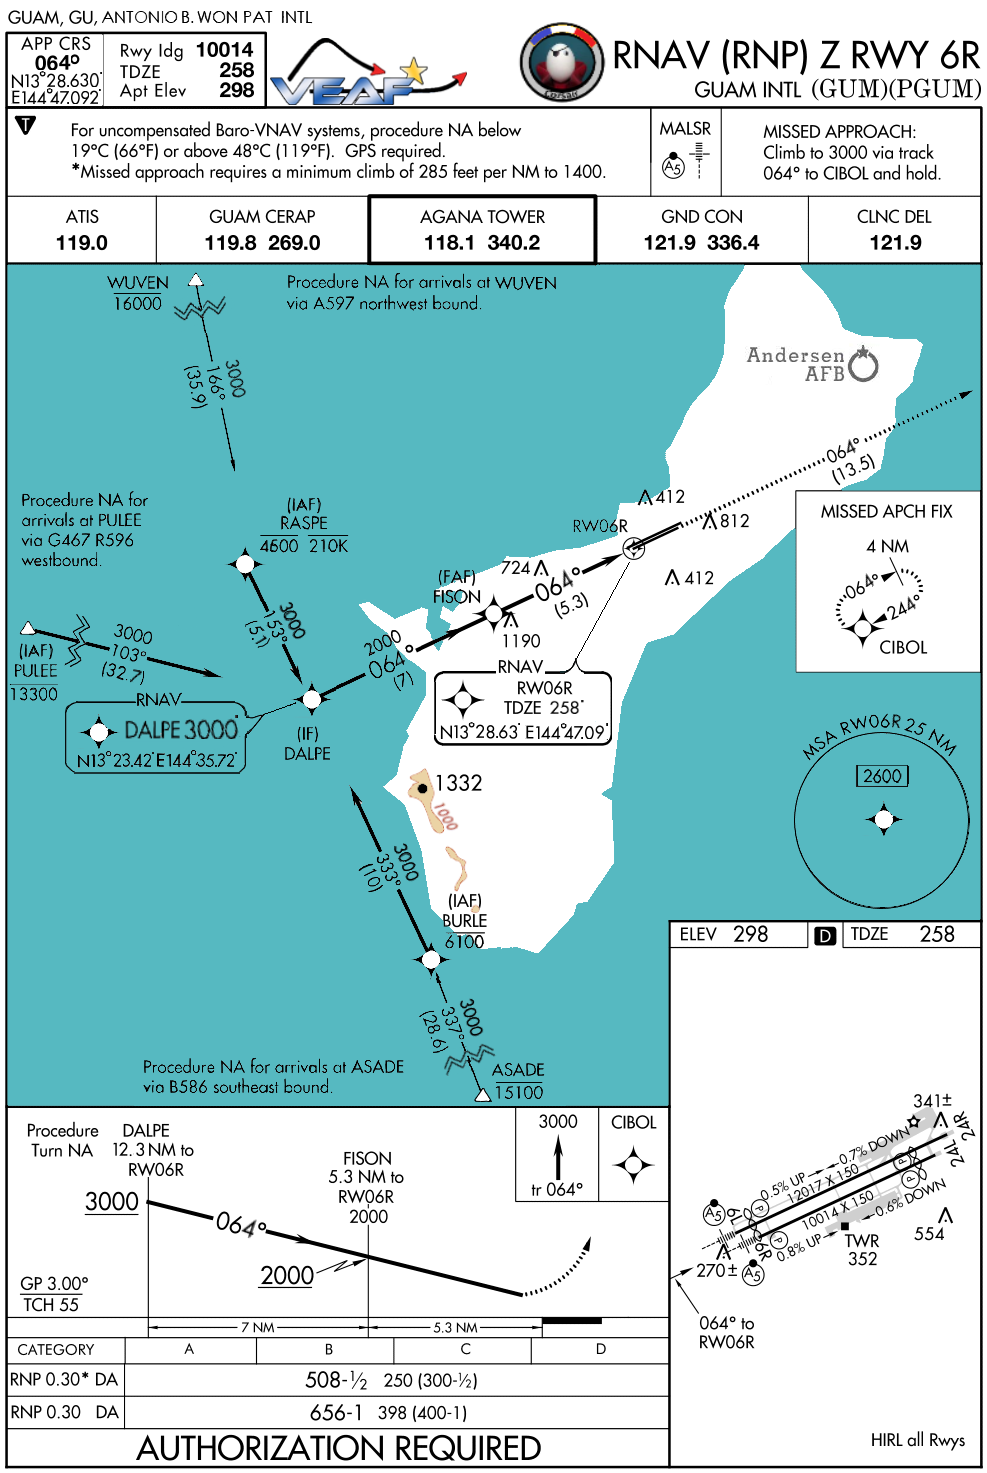 GUAM, GU, ANTONIO B. WON PAT INTL
APP CRS
064°
N13°28.630'
E144°47.092'
Rwy ldg 10014
TDZE 258
Apt Elev 298
VEAF
RNAV (RNP) Z RWY 6R
GUAM INTL (GUM)(PGUM)
T
For uncompensated Baro-VNAV systems, procedure NA below
19°C (66°F) or above 48°C (119°F). GPS required.
*Missed approach requires a minimum climb of 285 feet per NM to 1400.
MALSR
A5
MISSED APPROACH:
Climb to 3000 via track
064° to CIBOL and hold.
ATIS
119.0
GUAM CERAP
119.8 269.0
AGANA TOWER
118.1 340.2
GND CON
121.9 336.4
CLNC DEL
121.9
WUVEN
16000
Procedure NA for arrivals at WUVEN
via A597 northwest bound.
3000
166°
(35.9)
Andersen
AFB
064°
(13.5)
Procedure NA for
arrivals at PULEE
via G467 R596
westbound.
(IAF)
RASPE
4600 210K
3000
153°
(5.1)
412
RW06R
812
724
412
(FAF)
FISON
064°
(5.3)
1190
MISSED APCH FIX
4 NM
064°
244°
CIBOL
(IAF)
PULEE
13300
3000
103°
(32.7)
2000
064°
(7)
RNAV
DALPE 3000'
N13°23.42' E144°35.72'
(IF)
DALPE
RNAV
RW06R
TDZE 258'
N13°28.63' E144°47.09'
MSA RW06R 25 NM
2600
1332
1000
3000
333°
(10)
(IAF)
BURLE
6100
3000
337°
(28.6)
ASADE
15100
Procedure NA for arrivals at ASADE
via B586 southeast bound.
ELEV 298
D
TDZE 258
341±
24R
24L
0.7% DOWN
0.5% UP
12017 X 150
10014 X 150
0.6% DOWN
0.8% UP
P
P
P
P
6L
6R
A5
A5
TWR
352
554
270±
064° to
RW06R
HIRL all Rwys
Procedure
Turn NA
DALPE
12.3 NM to
RW06R
3000
064°
FISON
5.3 NM to
RW06R
2000
2000
GP 3.00°
TCH 55
3000
tr 064°
CIBOL
7 NM
5.3 NM
CATEGORY A B C D
RNP 0.30* DA 508-½ 250 (300-½)
RNP 0.30 DA 656-1 398 (400-1)
AUTHORIZATION REQUIRED